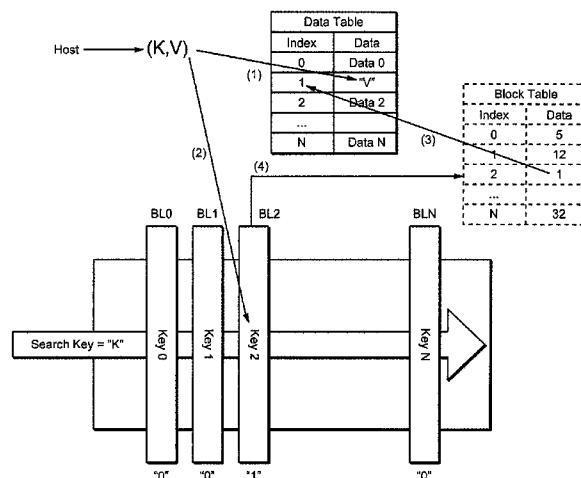 Data Table
Host
(K,V)
Index Data
0 Data 0
(1)
1 "V"
2 Data 2
...
N Data N
Block Table
Index Data
0 5
1 12
2 1
...
N 32
(2)
(3)
(4)
BL0 BL1 BL2 BLN
Search Key = "K"
Key 0
Key 1
Key 2
Key N
"0" "0" "1" "0"